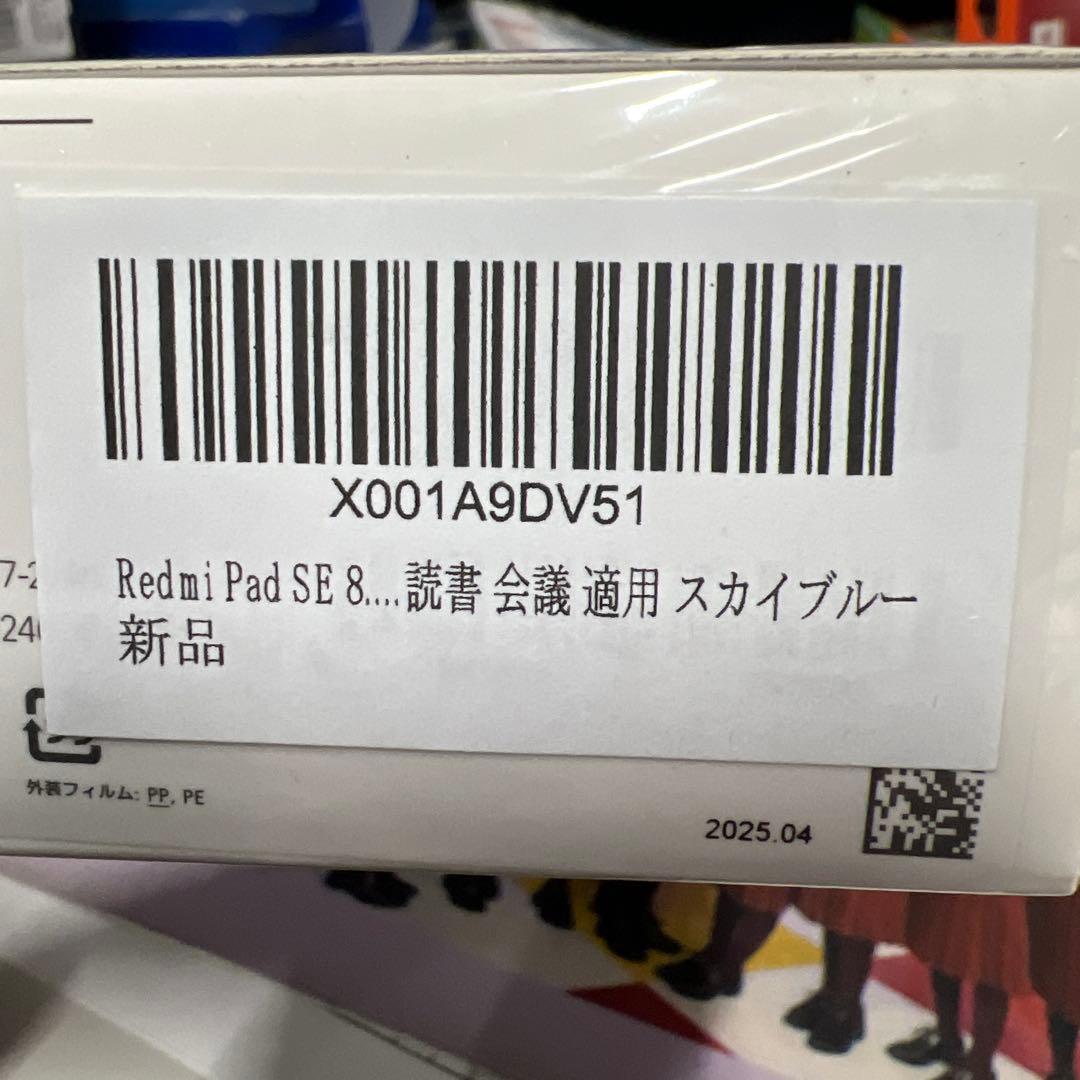 X001A9DV51
Redmi Pad SE 8....読書 会議 適用 スカイブルー
新品
外装フィルム: PP, PE
2025.04